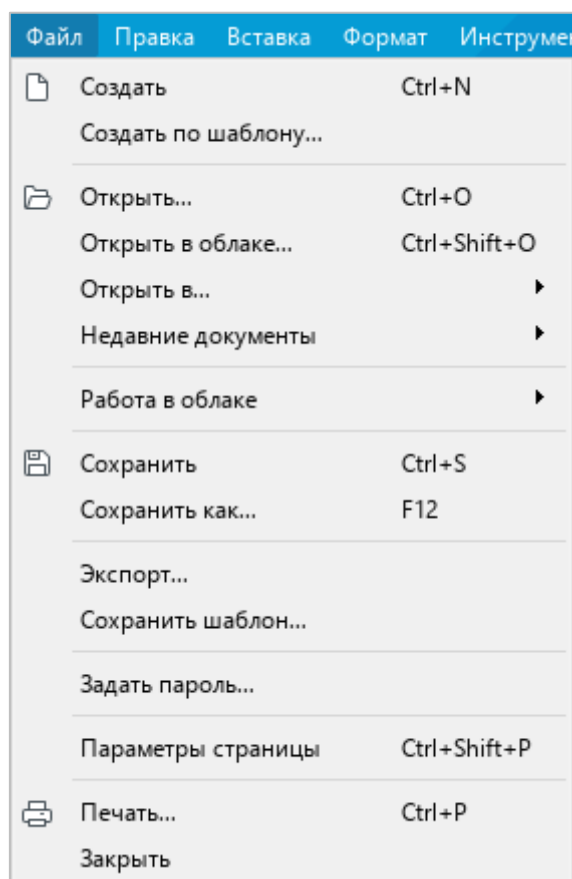 Файл Правка Вставка Формат Инструме
Создать Ctrl+N
Создать по шаблону...
Открыть... Ctrl+O
Открыть в облаке... Ctrl+Shift+O
Открыть в...
Недавние документы
Работа в облаке
Сохранить Ctrl+S
Сохранить как... F12
Экспорт...
Сохранить шаблон...
Задать пароль...
Параметры страницы Ctrl+Shift+P
Печать... Ctrl+P
Закрыть